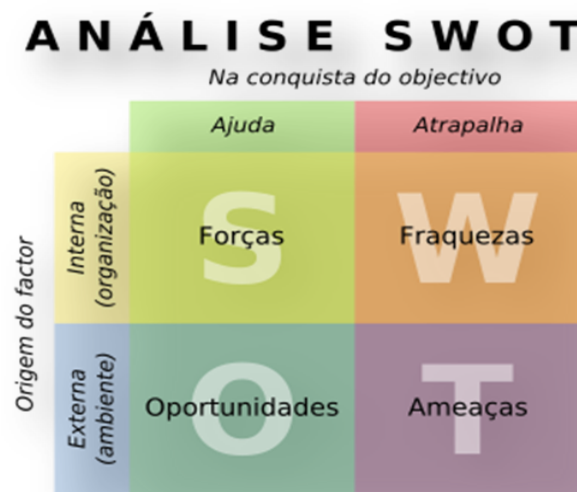 ANÁLISE SWOT
Na conquista do objectivo
Ajuda
Atrapalha
Origem do factor
Interna
(organização)
S
Forças
W
Fraquezas
Externa
(ambiente)
O
Oportunidades
T
Ameaças